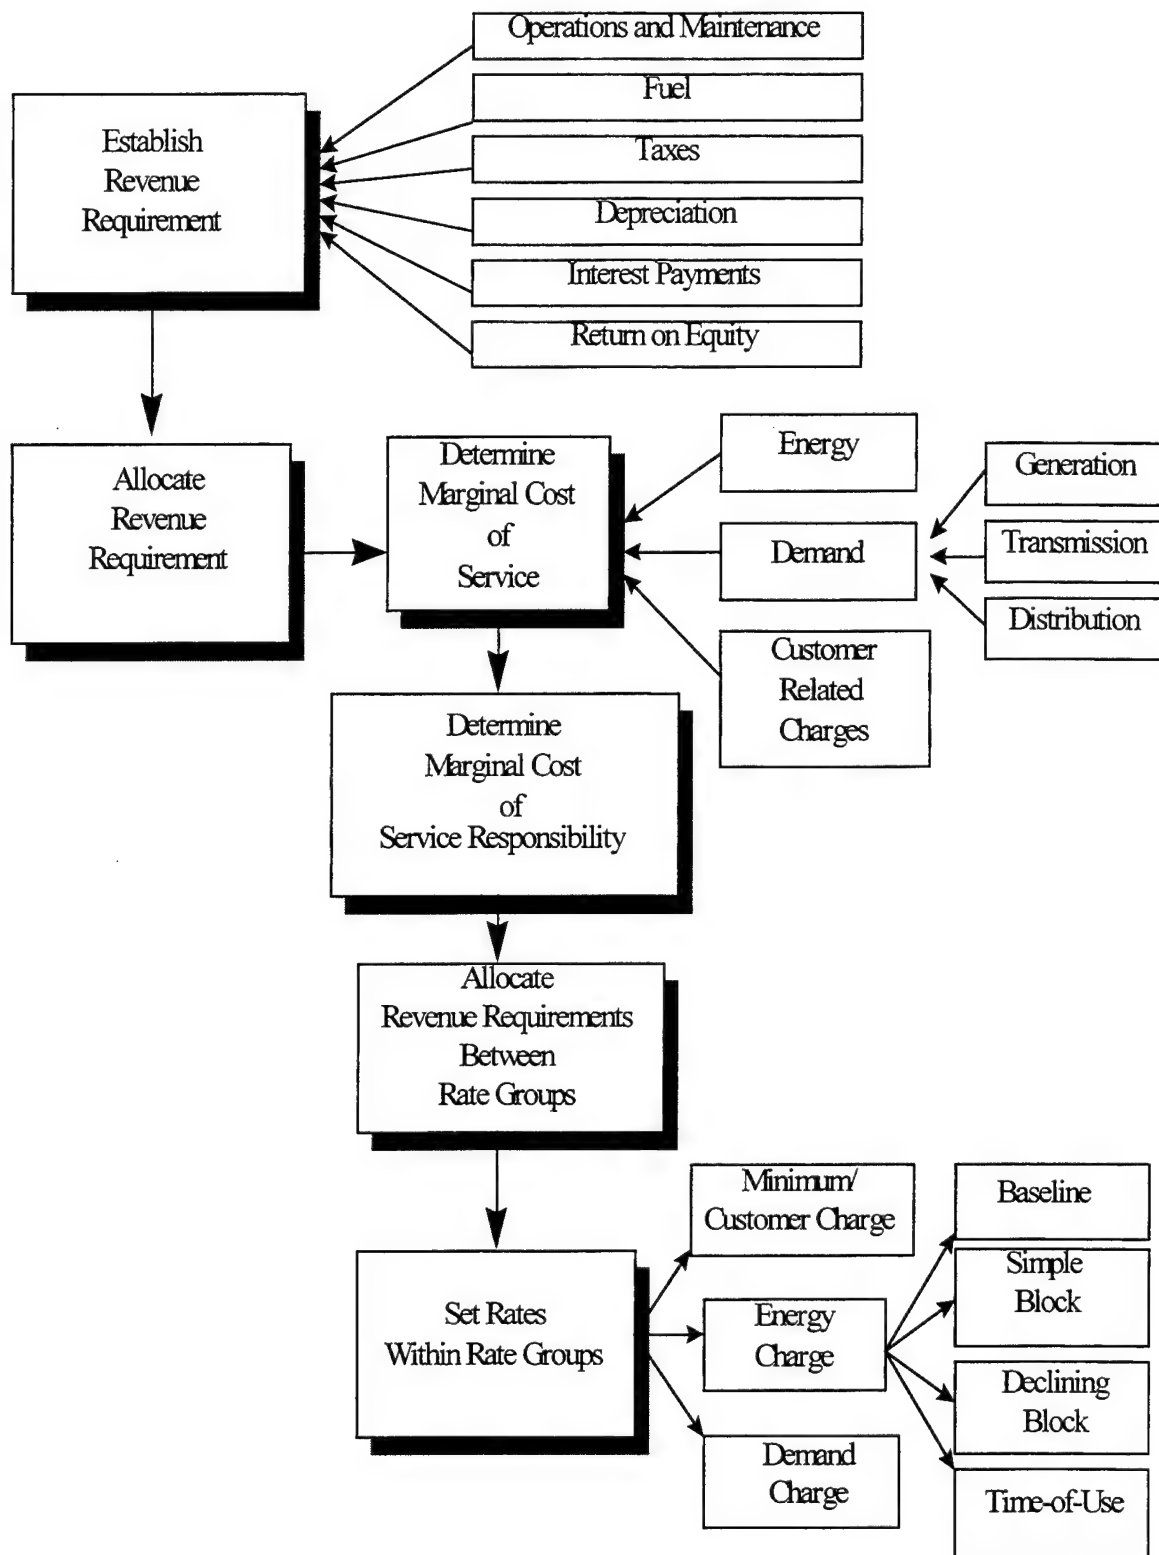 Operations and Maintenance
Fuel
Taxes
Depreciation
Interest Payments
Return on Equity
Establish
Revenue
Requirement
Allocate
Revenue
Requirement
Determine
Marginal Cost
of
Service
Energy
Demand
Customer
Related
Charges
Generation
Transmission
Distribution
Determine
Marginal Cost
of
Service Responsibility
Allocate
Revenue Requirements
Between
Rate Groups
Set Rates
Within Rate Groups
Minimum/
Customer Charge
Energy
Charge
Demand
Charge
Baseline
Simple
Block
Declining
Block
Time-of-Use